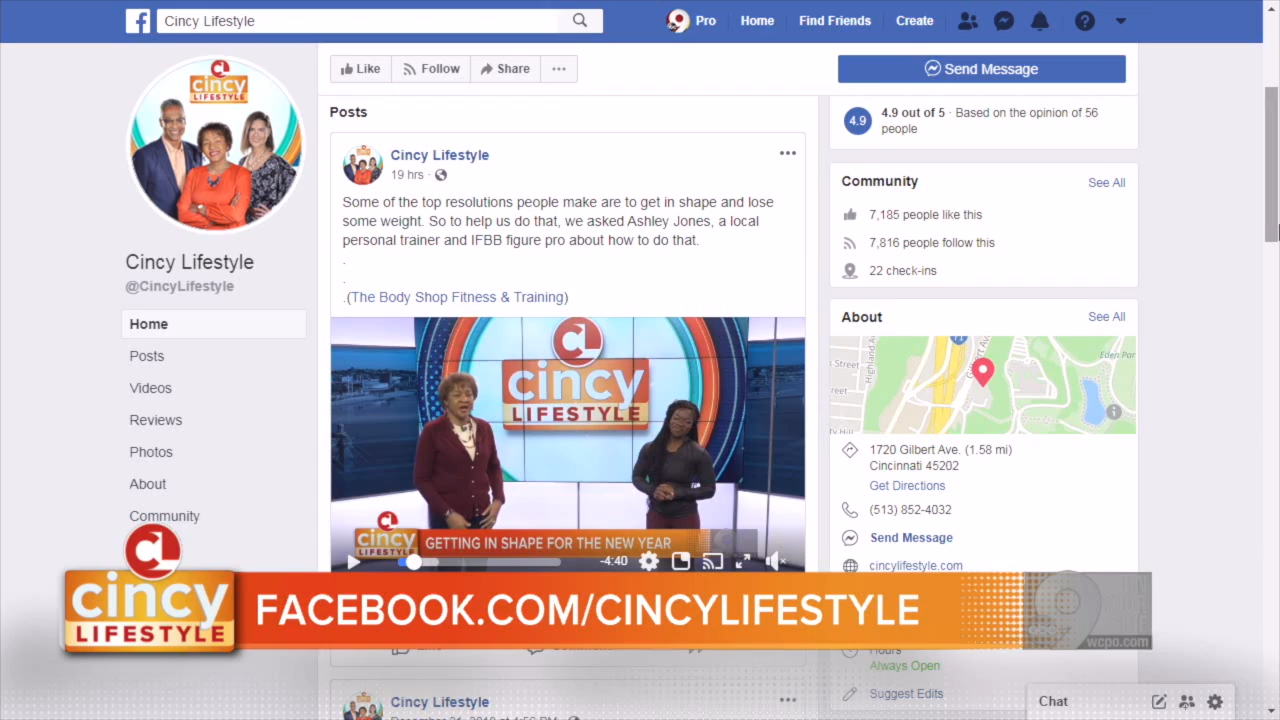 Cincy Lifestyle
Pro
Home
Find Friends
Create
cincy
LIFESTYLE
Cincy Lifestyle
@CincyLifestyle
Home
Posts
Videos
Reviews
Photos
About
Community
Like
Follow
Share
Send Message
Posts
Cincy Lifestyle
19 hrs ·
Some of the top resolutions people make are to get in shape and lose
some weight. So to help us do that, we asked Ashley Jones, a local
personal trainer and IFBB figure pro about how to do that.
.
.
.(The Body Shop Fitness & Training)
cincy
LIFESTYLE
cincy
LIFESTYLE
GETTING IN SHAPE FOR THE NEW YEAR
-4:40
4.9
4.9 out of 5 · Based on the opinion of 56
people
Community
See All
7,185 people like this
7,816 people follow this
22 check-ins
About
See All
Eden Par
1720 Gilbert Ave. (1.58 mi)
Cincinnati 45202
Get Directions
(513) 852-4032
Send Message
cincylifestyle.com
cincy
LIFESTYLE
FACEBOOK.COM/CINCYLIFESTYLE
9
wcpo.com
Hours
Always Open
Suggest Edits
Cincy Lifestyle
Chat